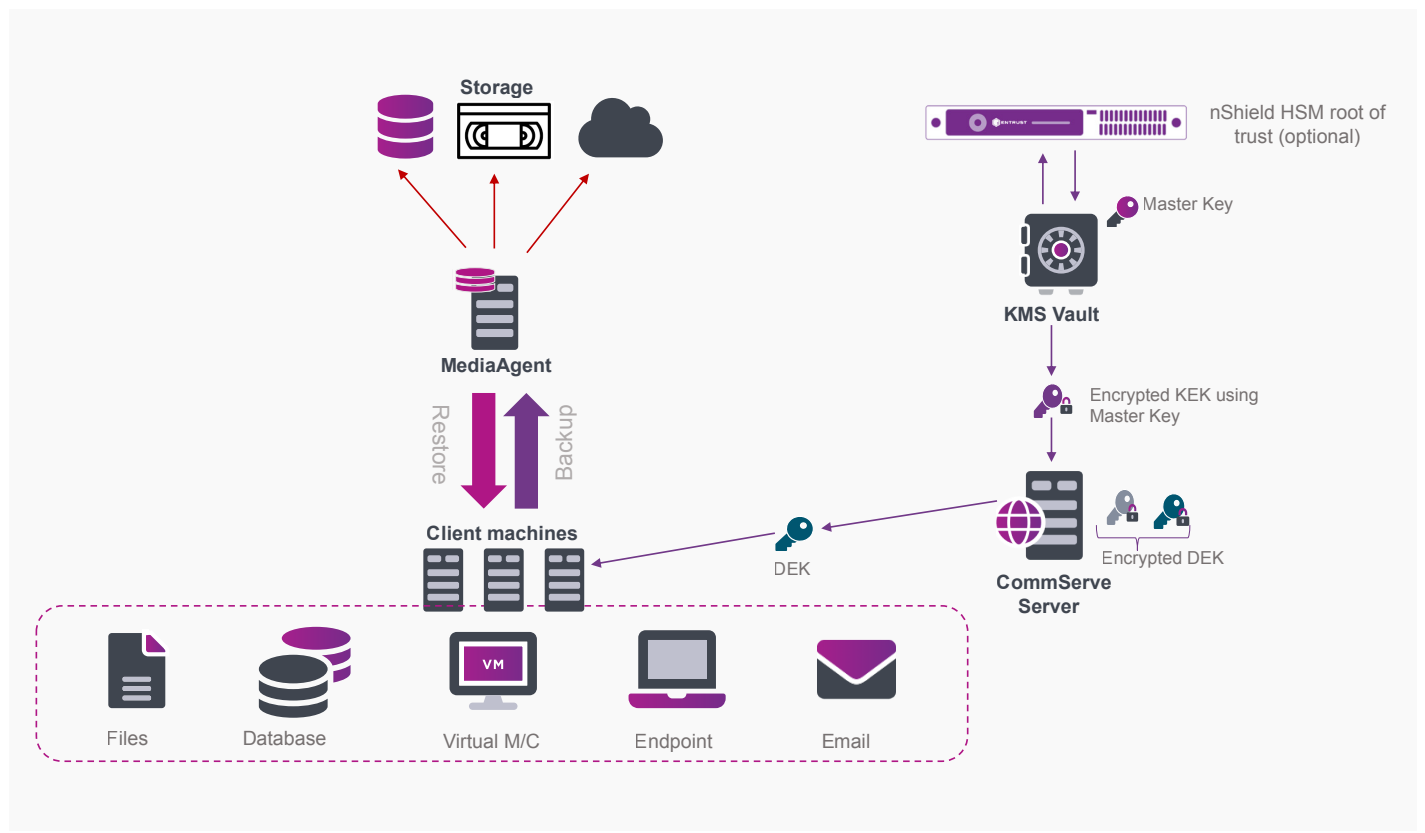 Storage
ENTRUST
nShield HSM root of
trust (optional)
Master Key
KMS Vault
MediaAgent
Restore
Backup
Encrypted KEK using
Master Key
Client machines
DEK
Encrypted DEK
CommServe
Server
VM
Files
Database
Virtual M/C
Endpoint
Email